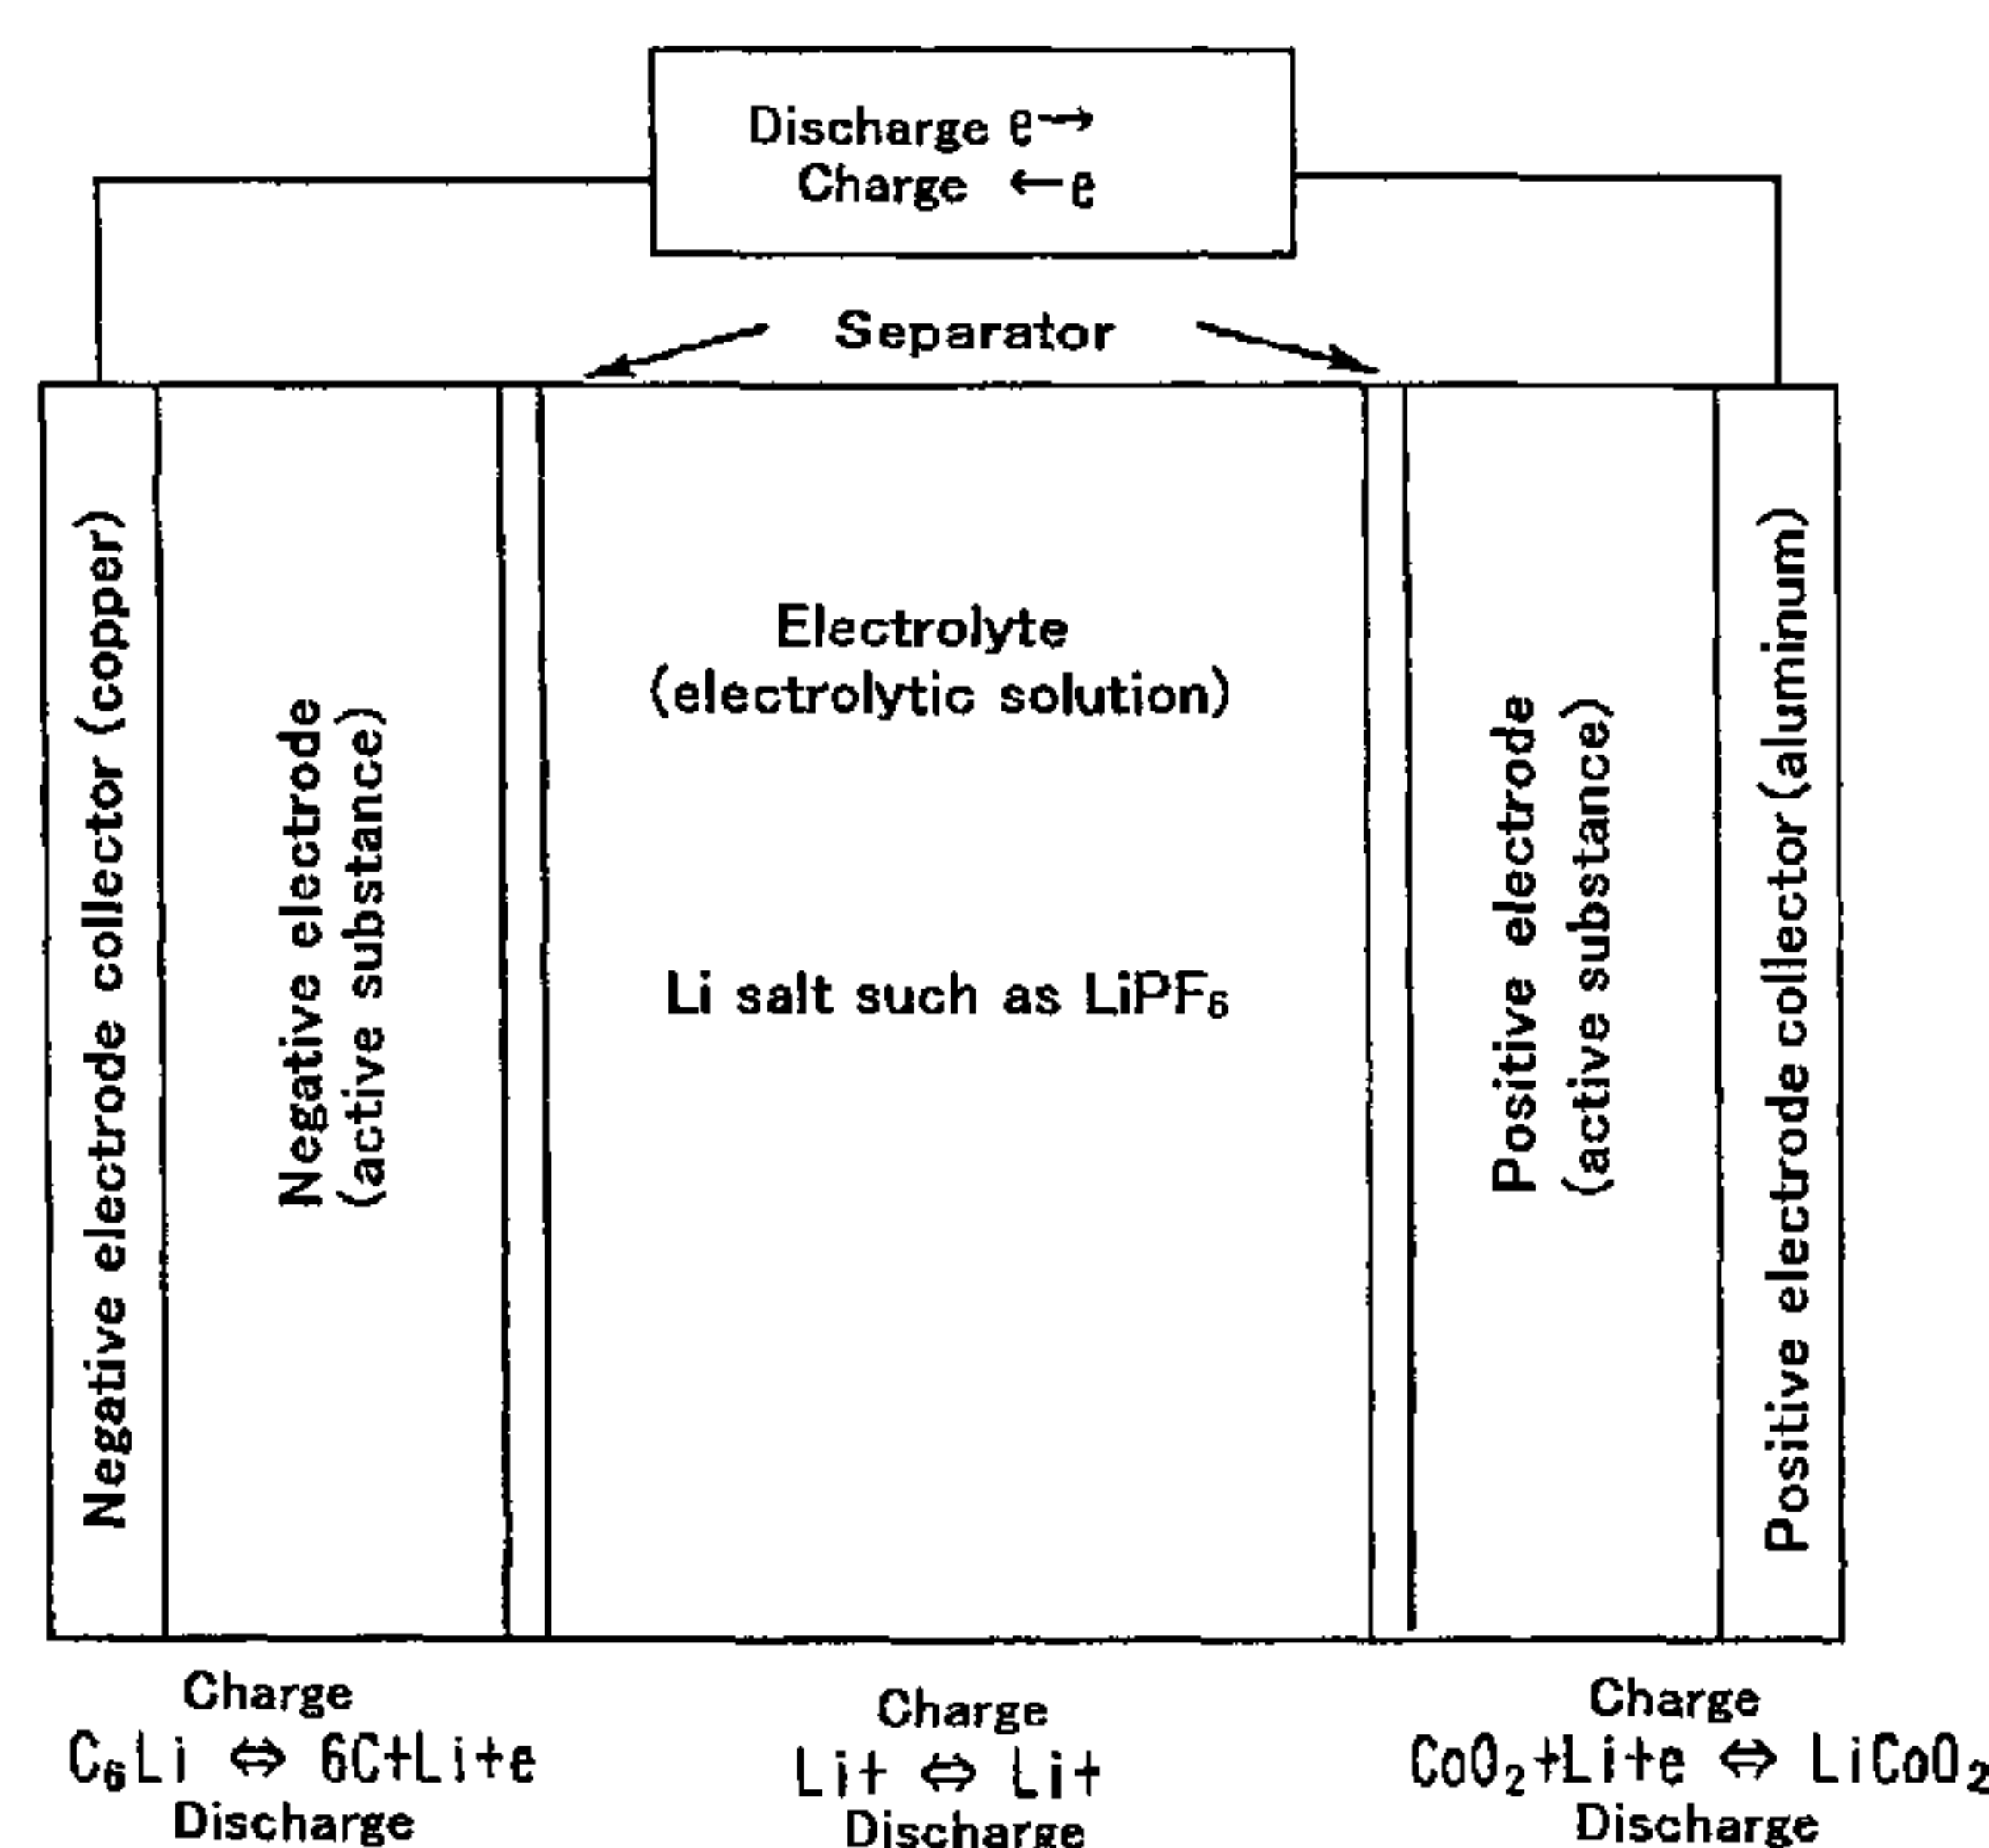 Discharge e→
Charge ←e
Separator
Negative electrode collector (copper)
Negative electrode
(active substance)
Electrolyte
(electrolytic solution)
Li salt such as LiPF₆
Positive electrode
(active substance)
Positive electrode collector (aluminum)
Charge
C₆Li ⇔ 6C+Li+e
Discharge
Charge
Li+ ⇔ Li+
Discharge
Charge
CoO₂+Li+e ⇔ LiCoO₂
Discharge